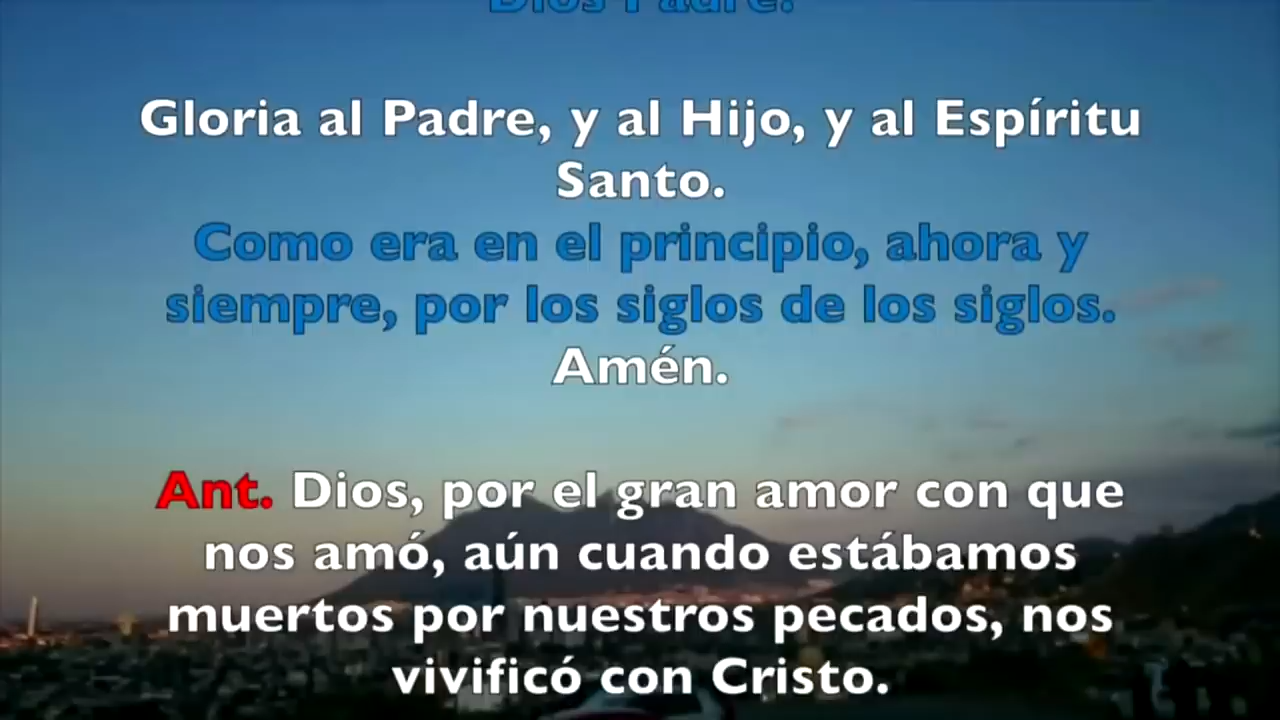 Dios Padre.
Gloria al Padre, y al Hijo, y al Espíritu
Santo.
Como era en el principio, ahora y
siempre, por los siglos de los siglos.
Amén.
Ant. Dios, por el gran amor con que
nos amó, aún cuando estábamos
muertos por nuestros pecados, nos
vivificó con Cristo.